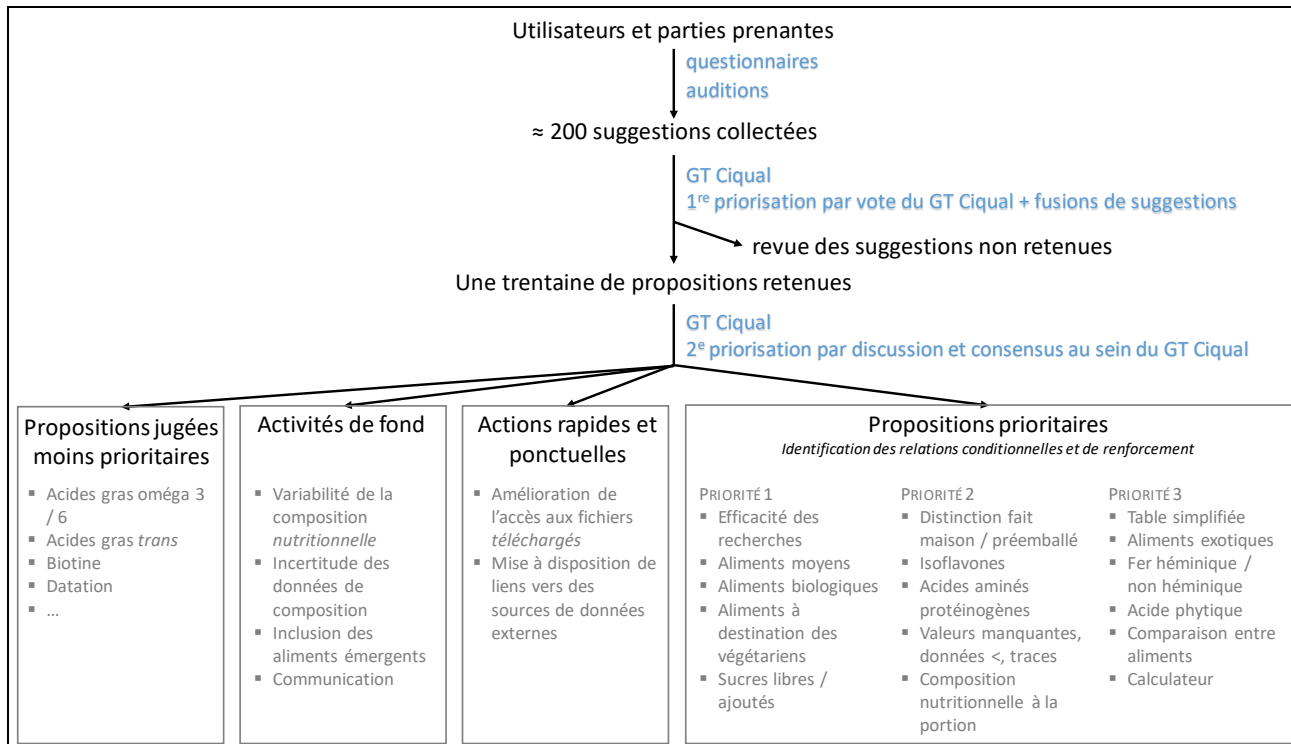 Utilisateurs et parties prenantes
questionnaires
auditions
≈ 200 suggestions collectées
GT Ciqual
1re priorisation par vote du GT Ciqual + fusions de suggestions
revue des suggestions non retenues
Une trentaine de propositions retenues
GT Ciqual
2e priorisation par discussion et consensus au sein du GT Ciqual
Propositions jugées
moins prioritaires
▪ Acides gras oméga 3
/ 6
▪ Acides gras trans
▪ Biotine
▪ Datation
▪ …
Activités de fond
▪ Variabilité de la
composition
nutritionnelle
▪ Incertitude des
données de
composition
▪ Inclusion des
aliments émergents
▪ Communication
Actions rapides et
ponctuelles
▪ Amélioration de
l'accès aux fichiers
téléchargés
▪ Mise à disposition de
liens vers des
sources de données
externes
Propositions prioritaires
Identification des relations conditionnelles et de renforcement
PRIORITÉ 1
▪ Efficacité des
recherches
▪ Aliments moyens
▪ Aliments biologiques
▪ Aliments à
destination des
végétariens
▪ Sucres libres /
ajoutés
PRIORITÉ 2
▪ Distinction fait
maison / préemballé
▪ Isoflavones
▪ Acides aminés
protéinogènes
▪ Valeurs manquantes,
données <, traces
▪ Composition
nutritionnelle à la
portion
PRIORITÉ 3
▪ Table simplifiée
▪ Aliments exotiques
▪ Fer héminique /
non héminique
▪ Acide phytique
▪ Comparaison entre
aliments
▪ Calculateur